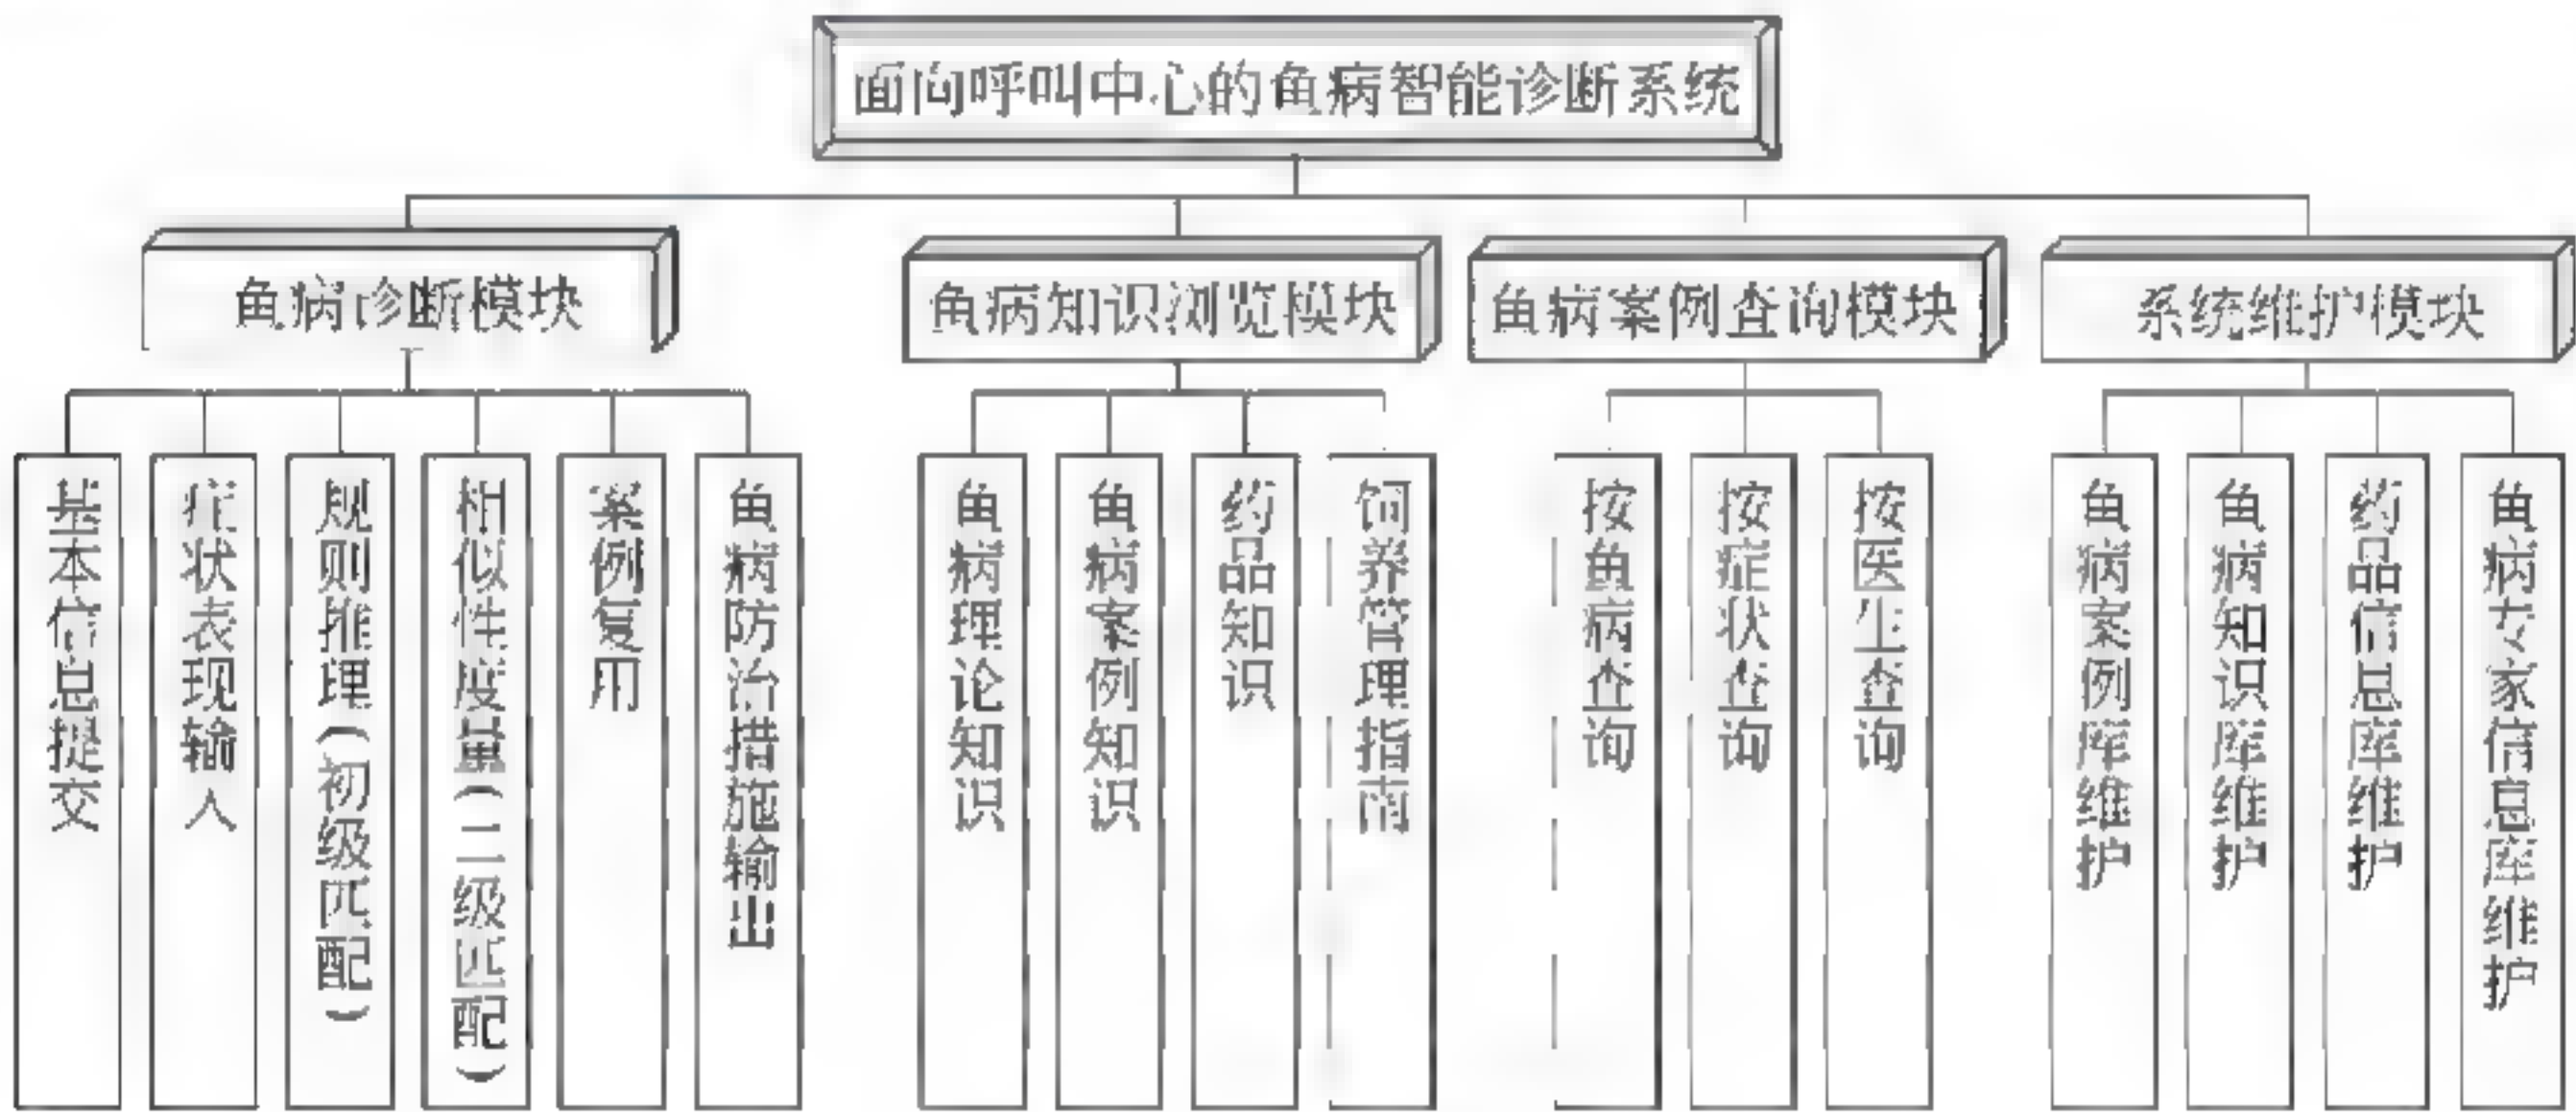 面向呼叫中心的鱼病智能诊断系统
鱼病诊断模块
鱼病知识浏览模块
鱼病案例查询模块
系统维护模块
基本信息提交
症状表现输入
规则推理(初级匹配)
相似性度量(二级匹配)
案例复用
鱼病防治措施输出
鱼病理论知识
鱼病案例知识
药品知识
饲养管理指南
按鱼病查询
按症状查询
按医生查询
鱼病案例库维护
鱼病知识库维护
药品信息库维护
鱼病专家信息库维护